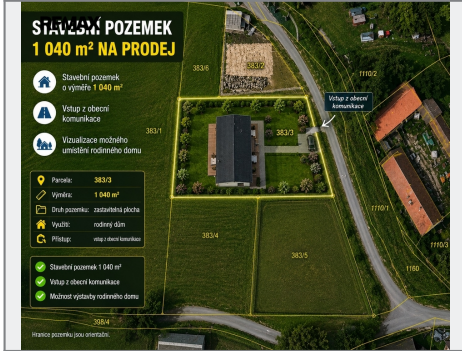 RE/MAX
STAVEBNÍ POZEMEK
1 040 m² NA PRODEJ
Stavební pozemek
o výměře 1 040 m²
Vstup z obecní
komunikace
Vizualizace možného
umístění rodinného domu
Parcela: 383/3
Výměra: 1 040 m²
Druh pozemku: zastavitelná plocha
Využití: rodinný dům
Přístup: vstup z obecní komunikace
Stavební pozemek 1 040 m²
Vstup z obecní komunikace
Možnost výstavby rodinného domu
Hranice pozemku jsou orientační.
383/6
383/2
1110/2
Vstup z obecní
komunikace
383/1
383/3
383/4
383/5
1110/1
1110/3
1160
398/4